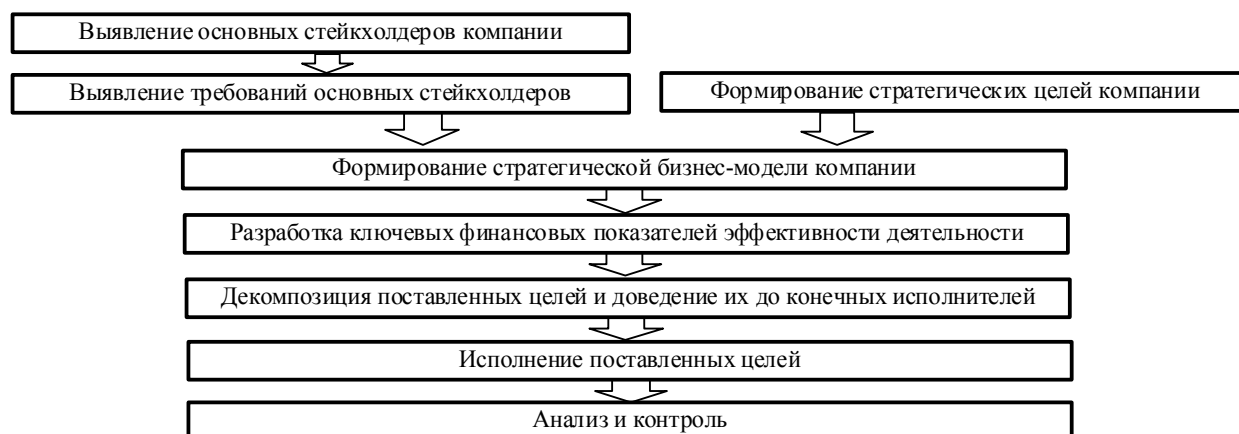 Выявление основных стейкхолдеров компании
Выявление требований основных стейкхолдеров
Формирование стратегических целей компании
Формирование стратегической бизнес-модели компании
Разработка ключевых финансовых показателей эффективности деятельности
Декомпозиция поставленных целей и доведение их до конечных исполнителей
Исполнение поставленных целей
Анализ и контроль